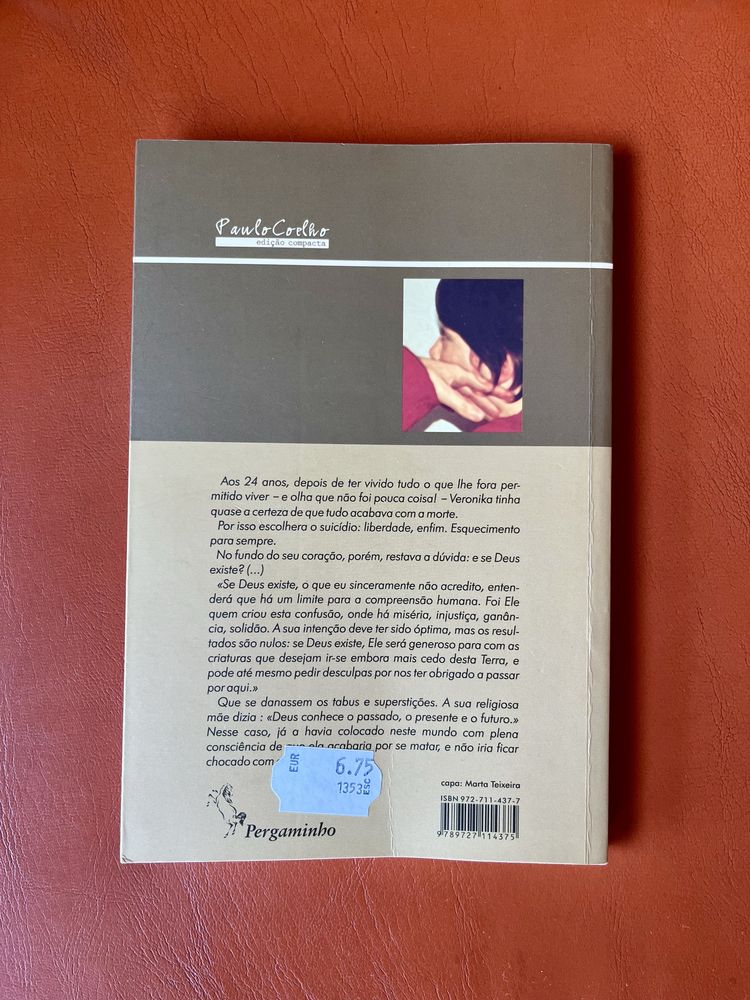 Paulo Coelho
edição compacta
Aos 24 anos, depois de ter vivido tudo o que lhe fora per-
mitido viver – e olha que não foi pouca coisa! – Veronika tinha
quase a certeza de que tudo acabava com a morte.
Por isso escolhera o suicídio: liberdade, enfim. Esquecimento
para sempre.
No fundo do seu coração, porém, restava a dúvida: e se Deus
existe? (...)
«Se Deus existe, o que eu sinceramente não acredito, enten-
derá que há um limite para a compreensão humana. Foi Ele
quem criou esta confusão, onde há miséria, injustiça, ganân-
cia, solidão. A sua intenção deve ter sido óptima, mas os resul-
tados são nulos: se Deus existe, Ele será generoso para com as
criaturas que desejam ir-se embora mais cedo desta Terra, e
pode até mesmo pedir desculpas por nos ter obrigado a passar
por aqui.»
Que se danassem os tabus e superstições. A sua religiosa
mãe dizia : «Deus conhece o passado, o presente e o futuro.»
Nesse caso, já a havia colocado neste mundo com plena
consciência de que ela acabaria por se matar, e não iria ficar
chocado com
EUR 6.75
1353 ESC
capa: Marta Teixeira
ISBN 972-711-437-7
9789727114375
Pergaminho